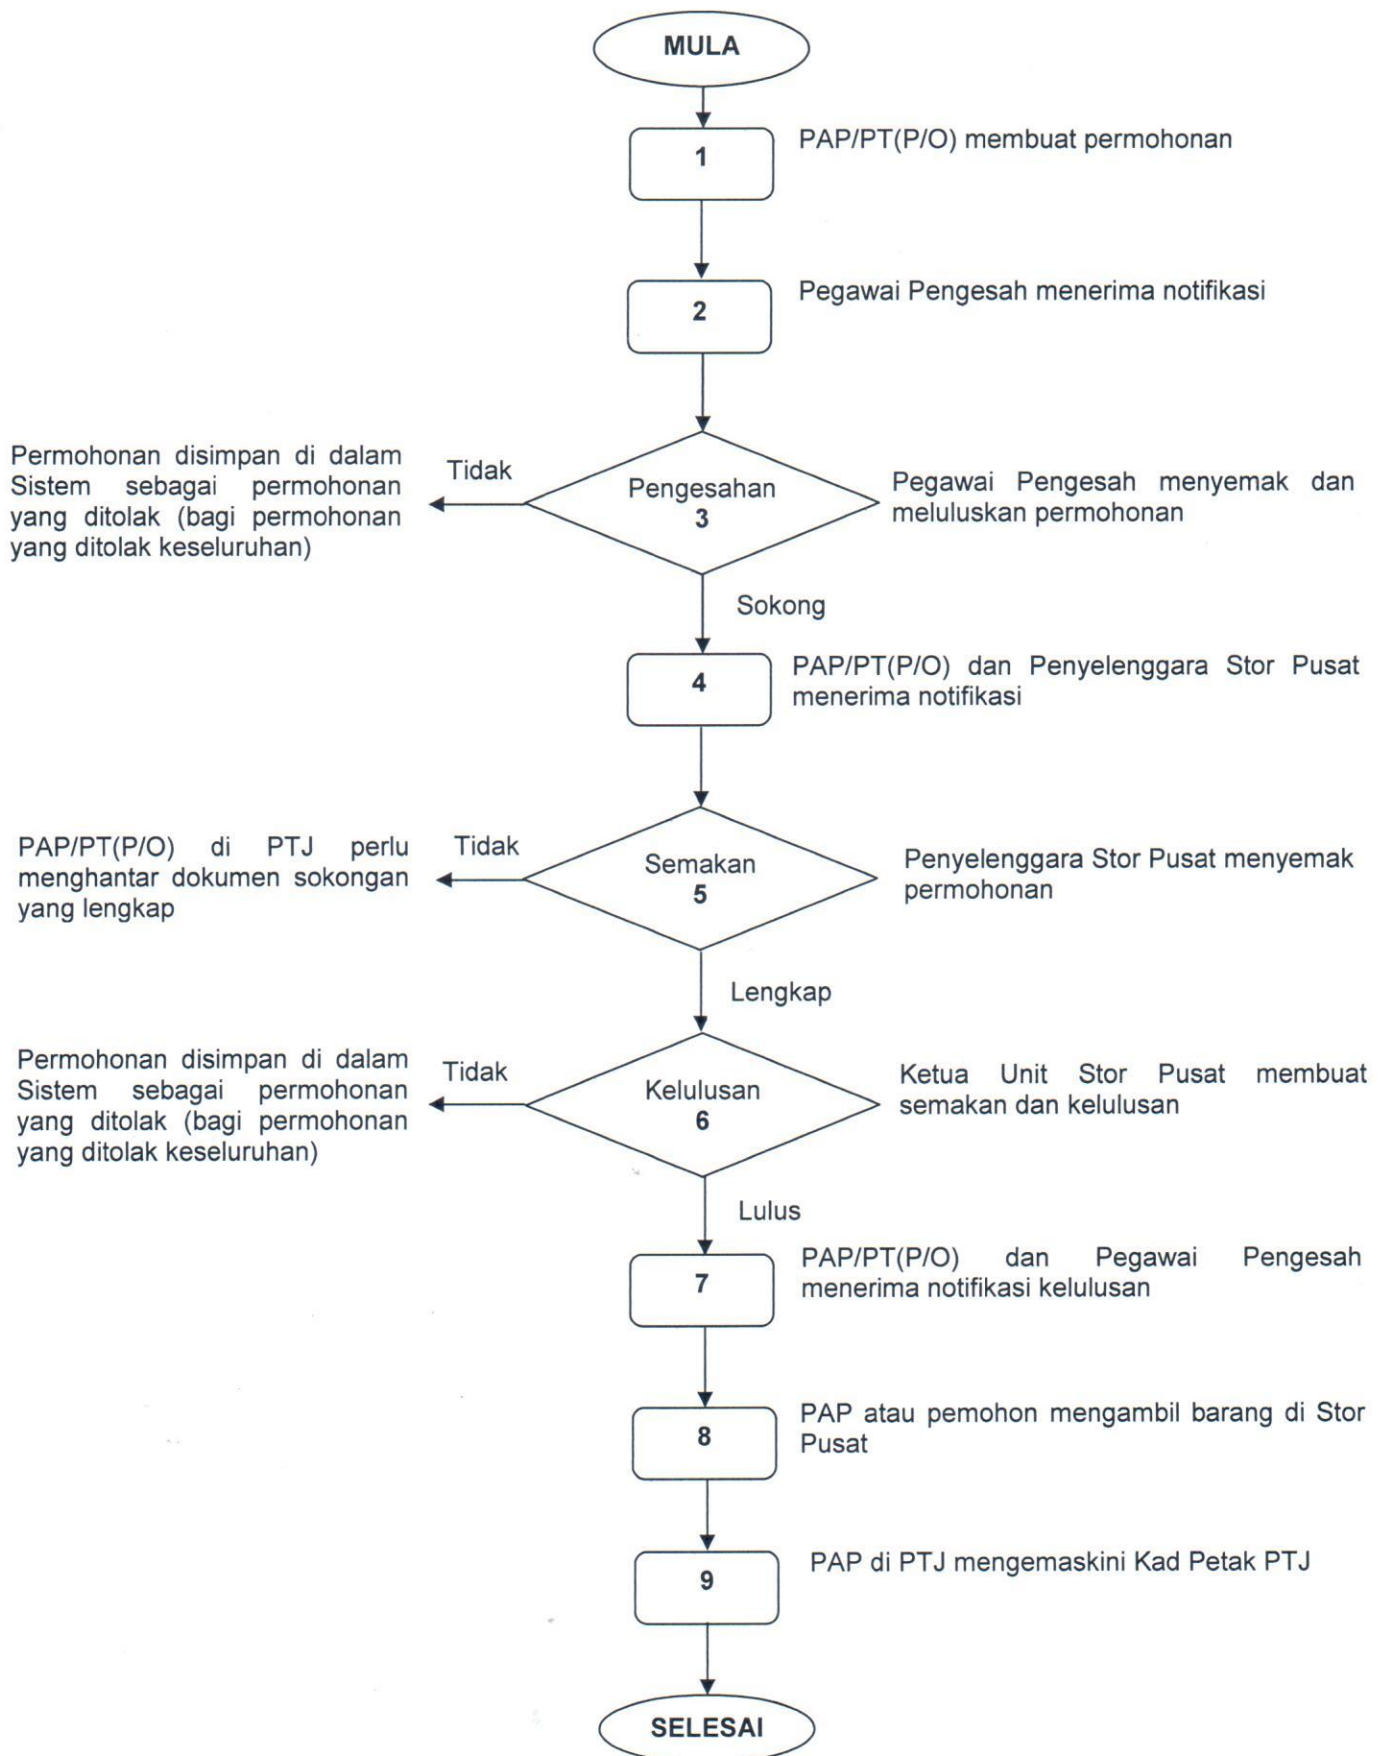 MULA
1
PAP/PT(P/O) membuat permohonan
2
Pegawai Pengesah menerima notifikasi
Permohonan disimpan di dalam
Sistem sebagai permohonan
yang ditolak (bagi permohonan
yang ditolak keseluruhan)
Tidak
Pengesahan
3
Pegawai Pengesah menyemak dan
meluluskan permohonan
Sokong
4
PAP/PT(P/O) dan Penyelenggara Stor Pusat
menerima notifikasi
PAP/PT(P/O) di PTJ perlu
menghantar dokumen sokongan
yang lengkap
Tidak
Semakan
5
Penyelenggara Stor Pusat menyemak
permohonan
Lengkap
Permohonan disimpan di dalam
Sistem sebagai permohonan
yang ditolak (bagi permohonan
yang ditolak keseluruhan)
Tidak
Kelulusan
6
Ketua Unit Stor Pusat membuat
semakan dan kelulusan
Lulus
7
PAP/PT(P/O) dan Pegawai Pengesah
menerima notifikasi kelulusan
8
PAP atau pemohon mengambil barang di Stor
Pusat
9
PAP di PTJ mengemaskini Kad Petak PTJ
SELESAI